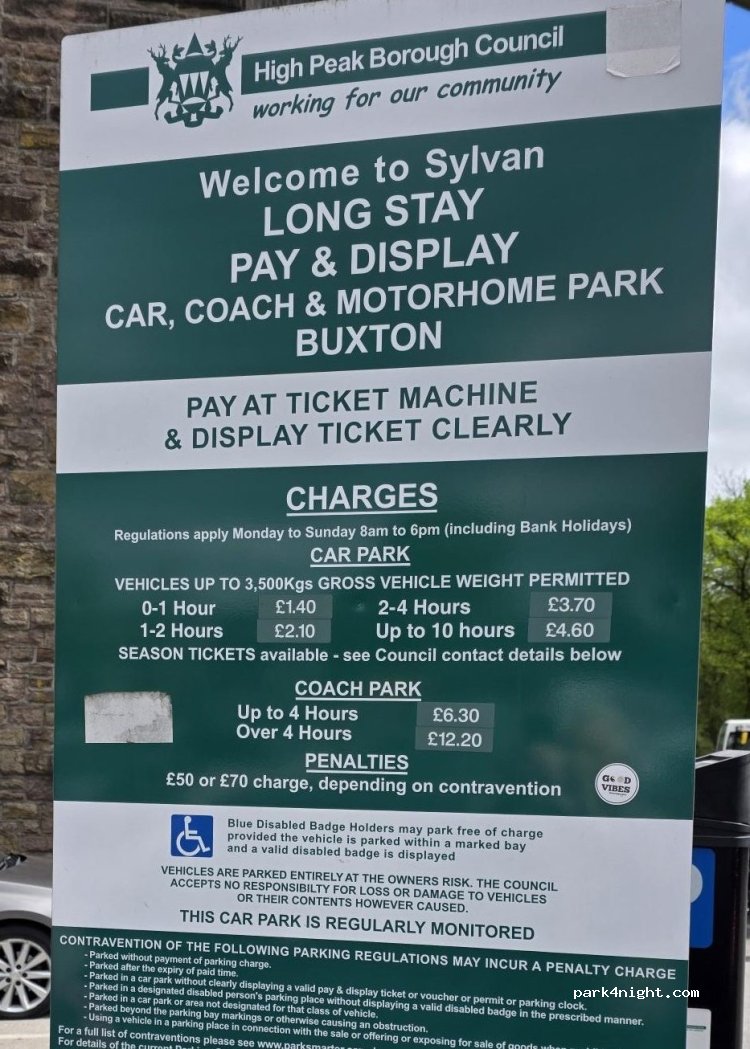 High Peak Borough Council
working for our community
Welcome to Sylvan
LONG STAY
PAY & DISPLAY
CAR, COACH & MOTORHOME PARK
BUXTON
PAY AT TICKET MACHINE
& DISPLAY TICKET CLEARLY
CHARGES
Regulations apply Monday to Sunday 8am to 6pm (including Bank Holidays)
CAR PARK
VEHICLES UP TO 3,500Kgs GROSS VEHICLE WEIGHT PERMITTED
0-1 Hour £1.40 2-4 Hours £3.70
1-2 Hours £2.10 Up to 10 hours £4.60
SEASON TICKETS available - see Council contact details below
COACH PARK
Up to 4 Hours £6.30
Over 4 Hours £12.20
PENALTIES
£50 or £70 charge, depending on contravention
GOOD
VIBES
Blue Disabled Badge Holders may park free of charge
provided the vehicle is parked within a marked bay
and a valid disabled badge is displayed
VEHICLES ARE PARKED ENTIRELY AT THE OWNERS RISK. THE COUNCIL
ACCEPTS NO RESPONSIBILTY FOR LOSS OR DAMAGE TO VEHICLES
OR THEIR CONTENTS HOWEVER CAUSED.
THIS CAR PARK IS REGULARLY MONITORED
CONTRAVENTION OF THE FOLLOWING PARKING REGULATIONS MAY INCUR A PENALTY CHARGE
- Parked without payment of parking charge.
- Parked after the expiry of paid time.
- Parked in a car park without clearly displaying a valid pay & display ticket or voucher or permit or parking clock.
- Parked in a designated disabled person's parking place without displaying a valid disabled badge in the prescribed manner.
- Parked in a car park or area not designated for that class of vehicle.
- Parked beyond the parking bay markings or otherwise causing an obstruction.
- Using a vehicle in a parking place in connection with the sale or offering or exposing for sale of goods when
For a full list of contraventions please see
For details of the current
park4night.com